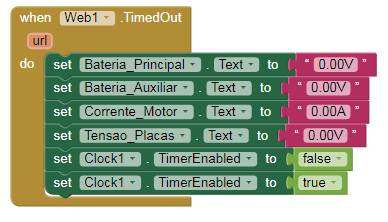 when Web1 .TimedOut
url
do set Bateria_Principal . Text to " 0.00V "
set Bateria_Auxiliar . Text to " 0.00V "
set Corrente_Motor . Text to " 0.00A "
set Tensao_Placas . Text to " 0.00V "
set Clock1 . TimerEnabled to false
set Clock1 . TimerEnabled to true